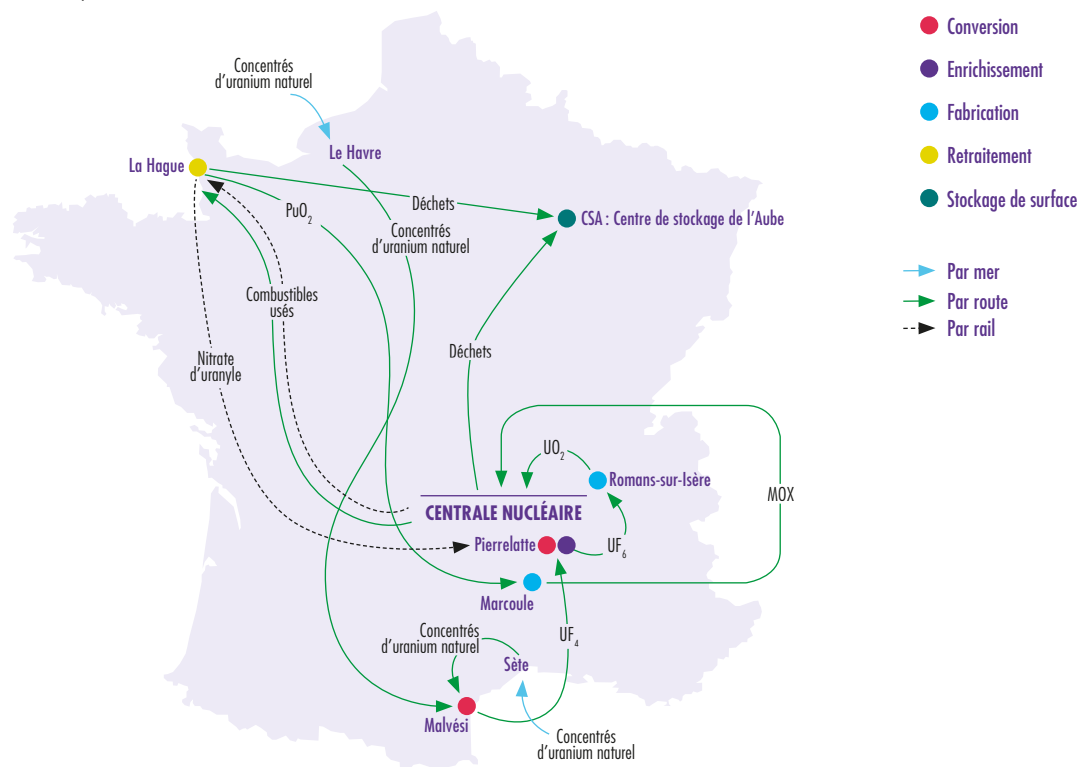 Concentrés
d'uranium naturel
Le Havre
La Hague
PuO₂
Déchets
Concentrés
d'uranium naturel
CSA : Centre de stockage de l'Aube
Combustibles
usés
Nitrate
d'uranyle
Déchets
UO₂
Romans-sur-Isère
MOX
CENTRALE NUCLÉAIRE
Pierrelatte
UF₆
Marcoule
Concentrés
d'uranium naturel
UF₄
Sète
Malvési
Concentrés
d'uranium naturel
Conversion
Enrichissement
Fabrication
Retraitement
Stockage de surface
Par mer
Par route
Par rail